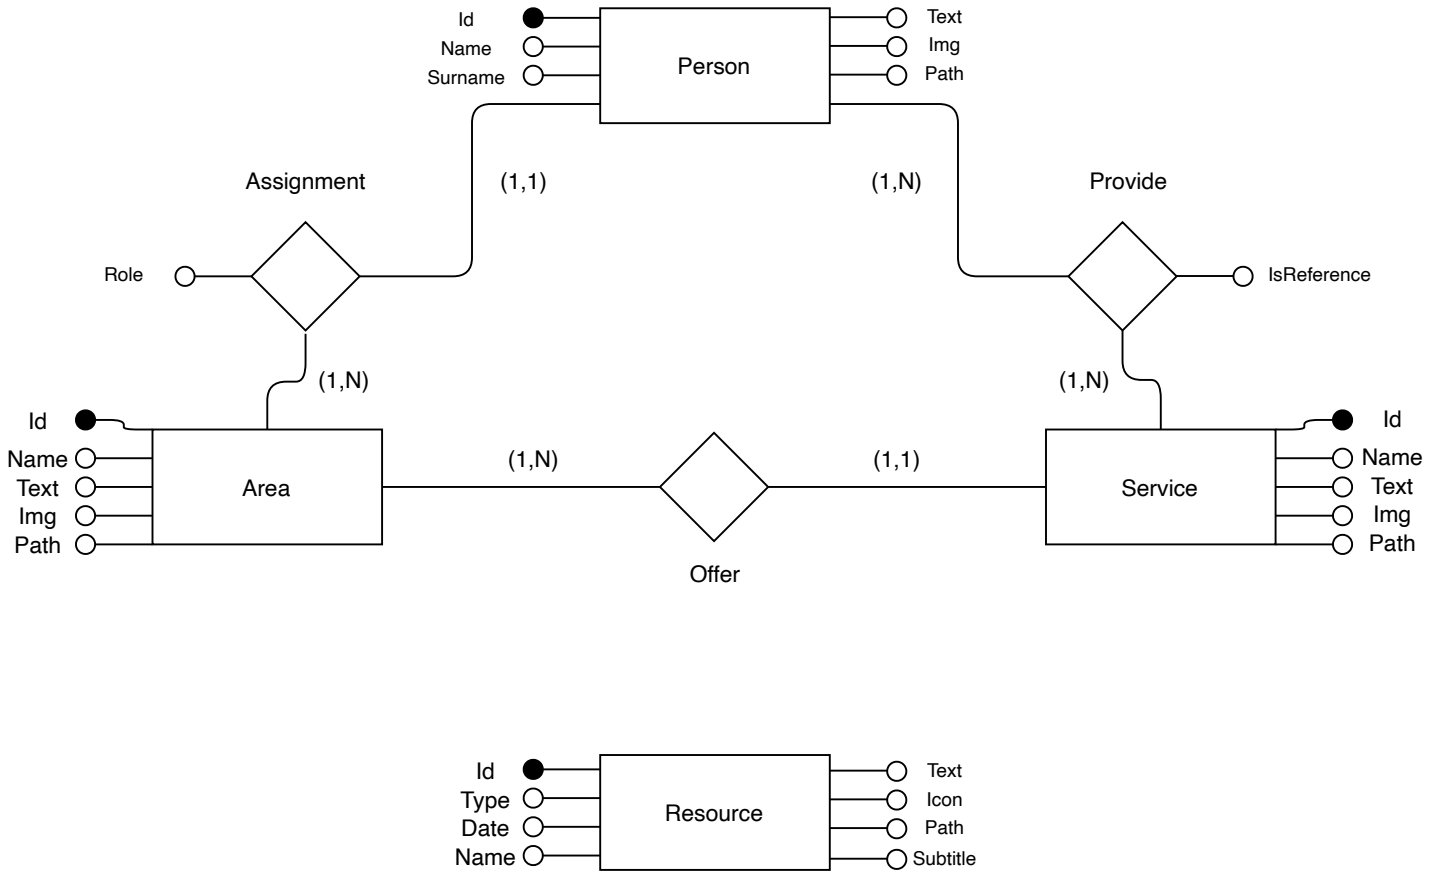 Id
Name
Surname
Person
Text
Img
Path
Assignment
(1,1)
(1,N)
Provide
Role
IsReference
(1,N)
(1,N)
Id
Name
Text
Img
Path
Area
(1,N)
(1,1)
Offer
Service
Id
Name
Text
Img
Path
Id
Type
Date
Name
Resource
Text
Icon
Path
Subtitle